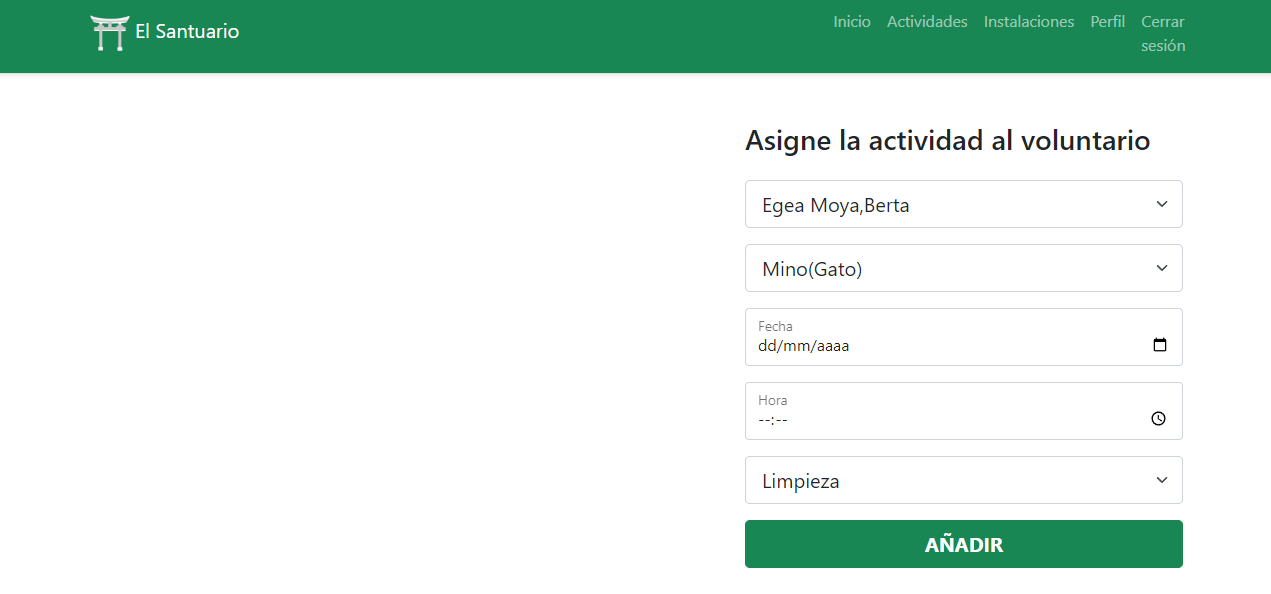 El Santuario
Inicio Actividades Instalaciones Perfil Cerrar
sesión
Asigne la actividad al voluntario
Egea Moya,Berta
Mino(Gato)
Fecha
dd/mm/aaaa
Hora
--:--
Limpieza
AÑADIR